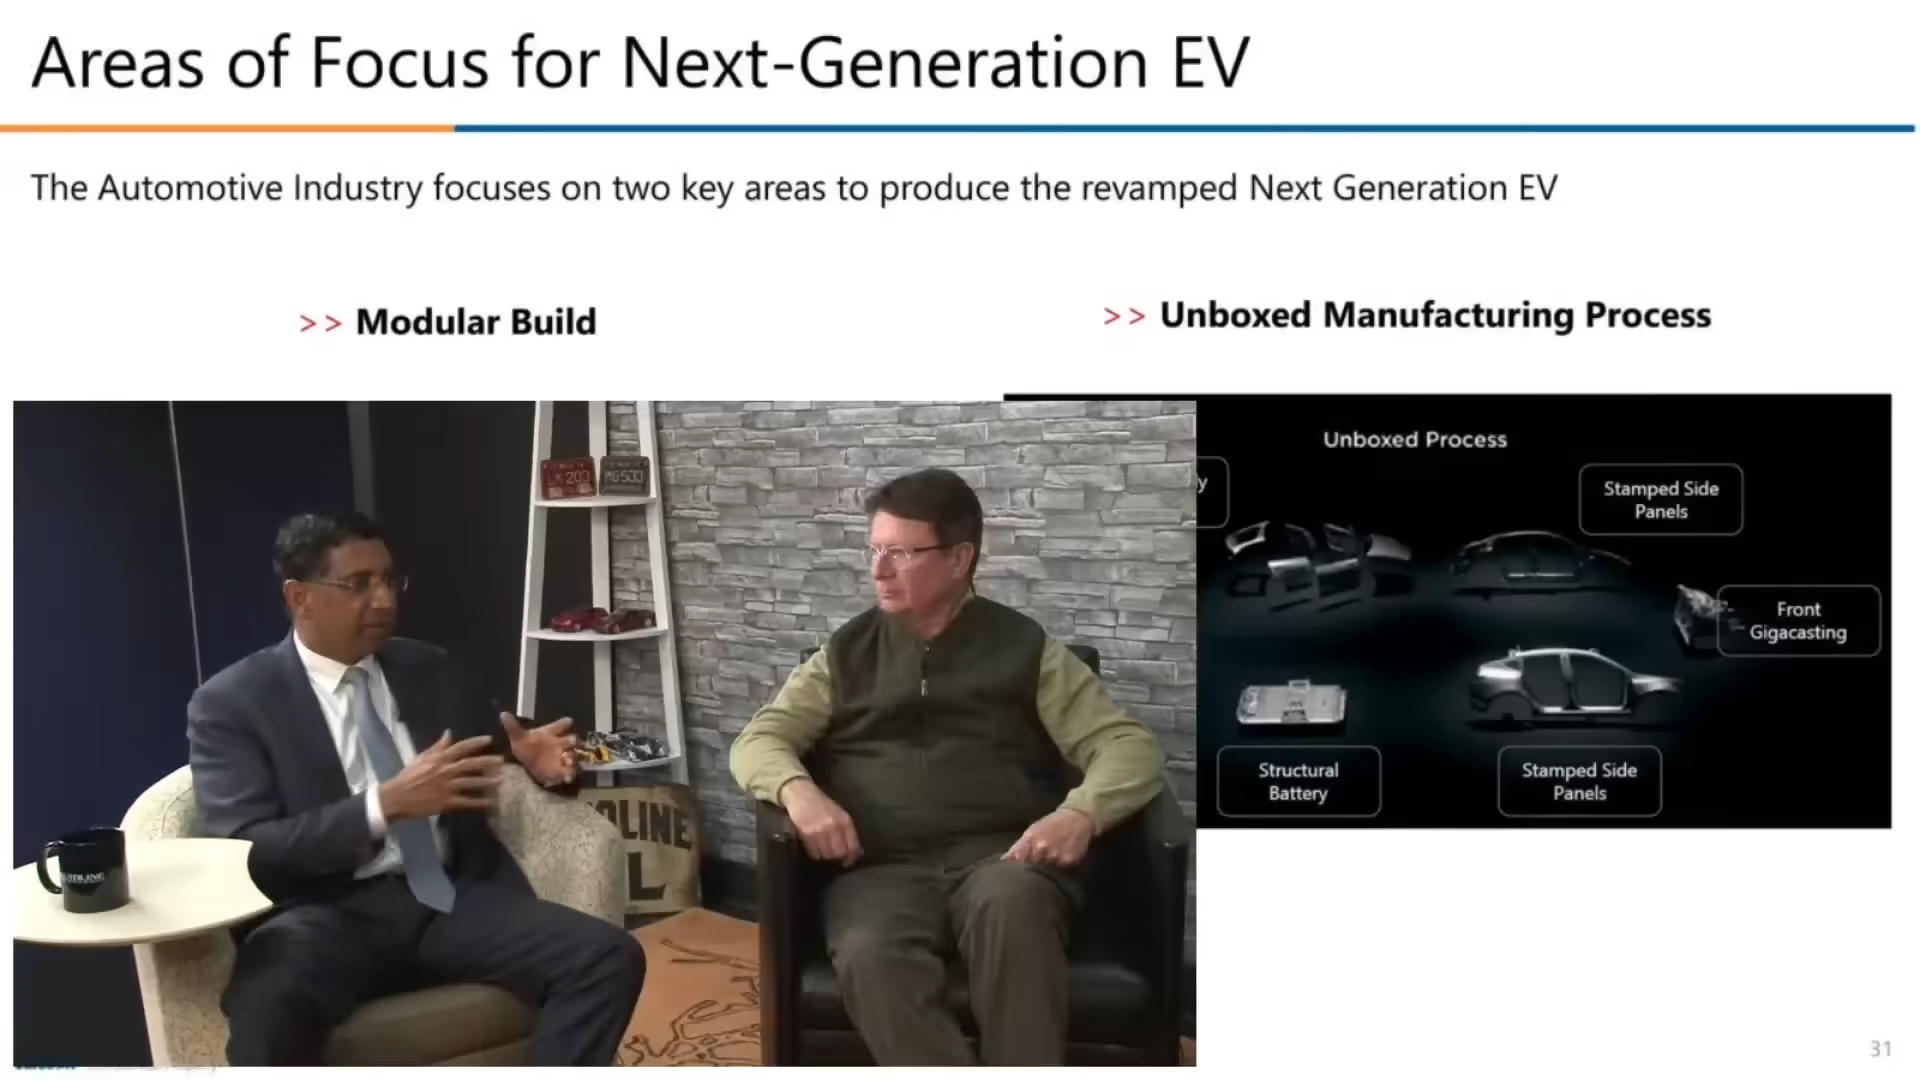 Areas of Focus for Next-Generation EV
The Automotive Industry focuses on two key areas to produce the revamped Next Generation EV
>> Modular Build
>> Unboxed Manufacturing Process
Unboxed Process
Stamped Side
Panels
Front
Gigacasting
Structural
Battery
Stamped Side
Panels
31